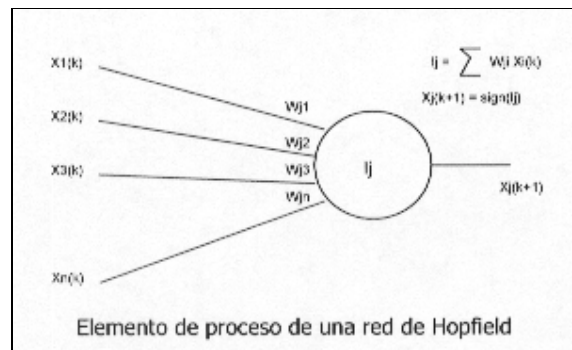 X1(k)
X2(k)
X3(k)
Xn(k)
Wj1
Wj2
Wj3
Wjn
Ij
Ij = ∑ Wji Xi(k)
Xj(k+1) = sign(Ij)
Xj(k+1)
Elemento de proceso de una red de Hopfield